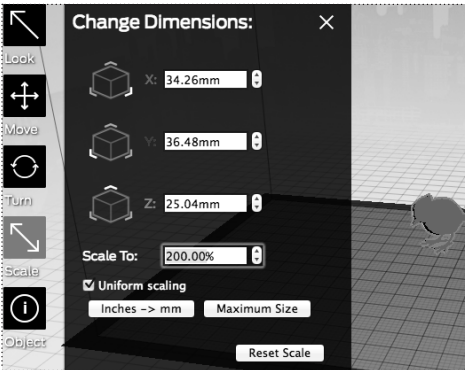 Change Dimensions:
Look
X: 34.26mm
Move
Y: 36.48mm
Turn
Z: 25.04mm
Scale To: 200.00%
Scale
Uniform scaling
Inches -> mm Maximum Size
Object
Reset Scale